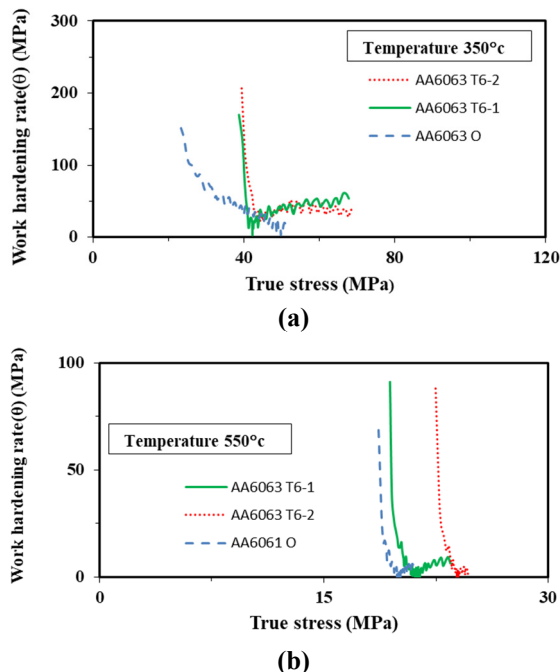 (a)
Work hardening rate(θ) (MPa)
300
200
100
0
Temperature 350°c
AA6063 T6-2
AA6063 T6-1
AA6063 O
0
40
80
120
True stress (MPa)
(a)
(b)
Work hardening rate(θ) (MPa)
100
50
0
Temperature 550°c
AA6063 T6-1
AA6063 T6-2
AA6061 O
0
15
30
True stress (MPa)
(b)